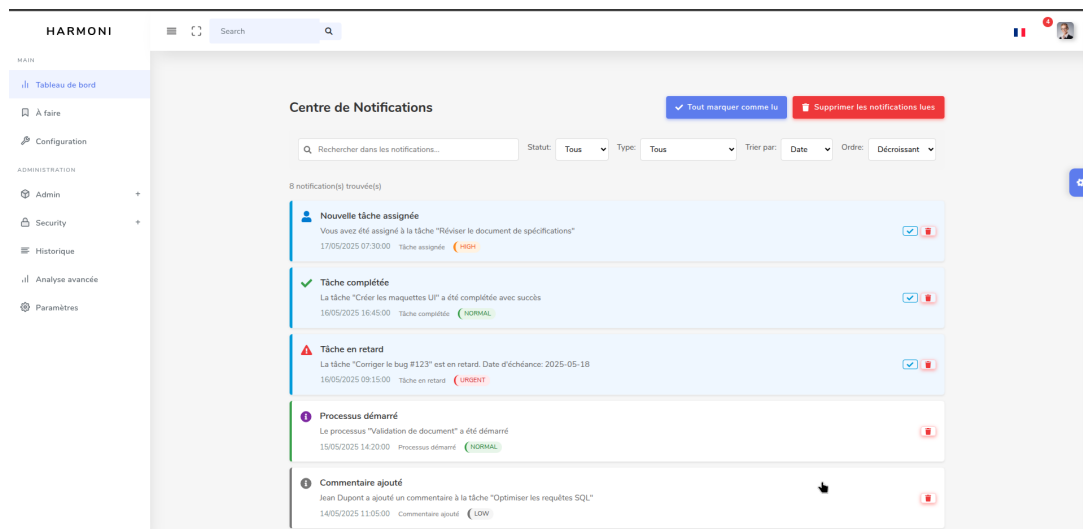 HARMONI
Search
4
MAIN
Tableau de bord
À faire
Configuration
ADMINISTRATION
Admin +
Security +
Historique
Analyse avancée
Paramètres
Centre de Notifications
Tout marquer comme lu
Supprimer les notifications lues
Rechercher dans les notifications...
Statut: Tous Type: Tous Trier par: Date Ordre: Décroissant
8 notification(s) trouvée(s)
Nouvelle tâche assignée
Vous avez été assigné à la tâche "Réviser le document de spécifications"
17/05/2025 07:30:00 Tâche assignée HIGH
Tâche complétée
La tâche "Créer les maquettes UI" a été complétée avec succès
16/05/2025 16:45:00 Tâche complétée NORMAL
Tâche en retard
La tâche "Corriger le bug #123" est en retard. Date d'échéance: 2025-05-18
16/05/2025 09:15:00 Tâche en retard URGENT
Processus démarré
Le processus "Validation de document" a été démarré
15/05/2025 14:20:00 Processus démarré NORMAL
Commentaire ajouté
Jean Dupont a ajouté un commentaire à la tâche "Optimiser les requêtes SQL"
14/05/2025 11:05:00 Commentaire ajouté LOW